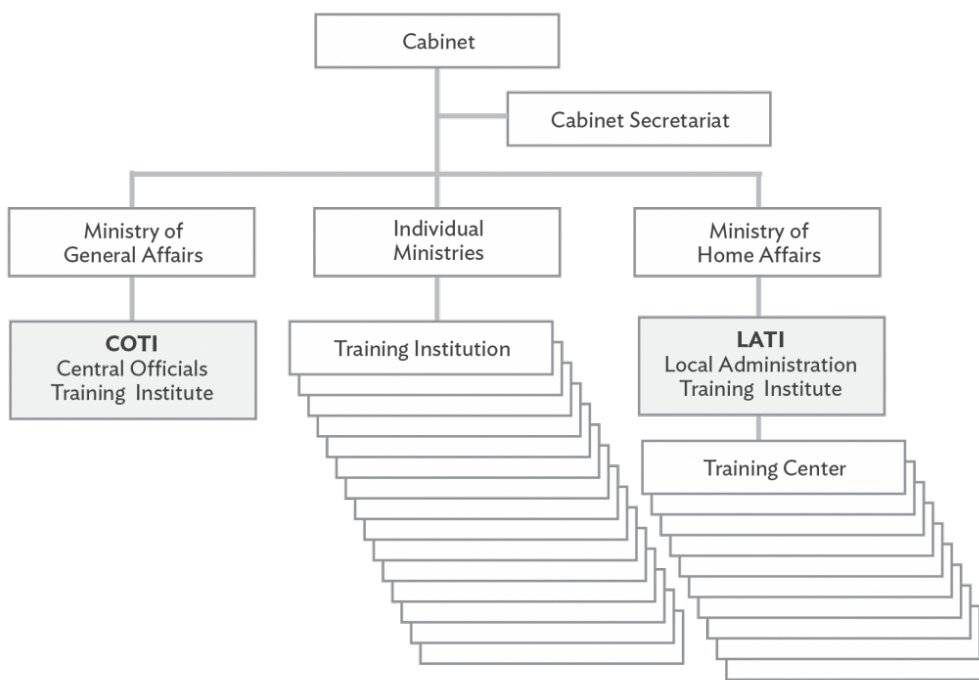 Cabinet
Cabinet Secretariat
Ministry of
General Affairs
Individual
Ministries
Ministry of
Home Affairs
COTI
Central Officials
Training Institute
Training Institution
LATI
Local Administration
Training Institute
Training Center